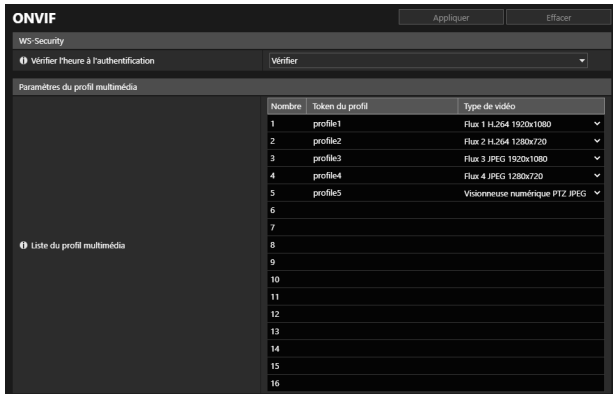 ONVIF
Appliquer
Effacer
WS-Security
Vérifier l'heure à l'authentification
Vérifier
Paramètres du profil multimédia
Nombre Token du profil Type de vidéo
1 profile1 Flux 1 H.264 1920x1080
2 profile2 Flux 2 H.264 1280x720
3 profile3 Flux 3 JPEG 1920x1080
4 profile4 Flux 4 JPEG 1280x720
5 profile5 Visionneuse numérique PTZ JPEG
6
7
Liste du profil multimédia
8
9
10
11
12
13
14
15
16